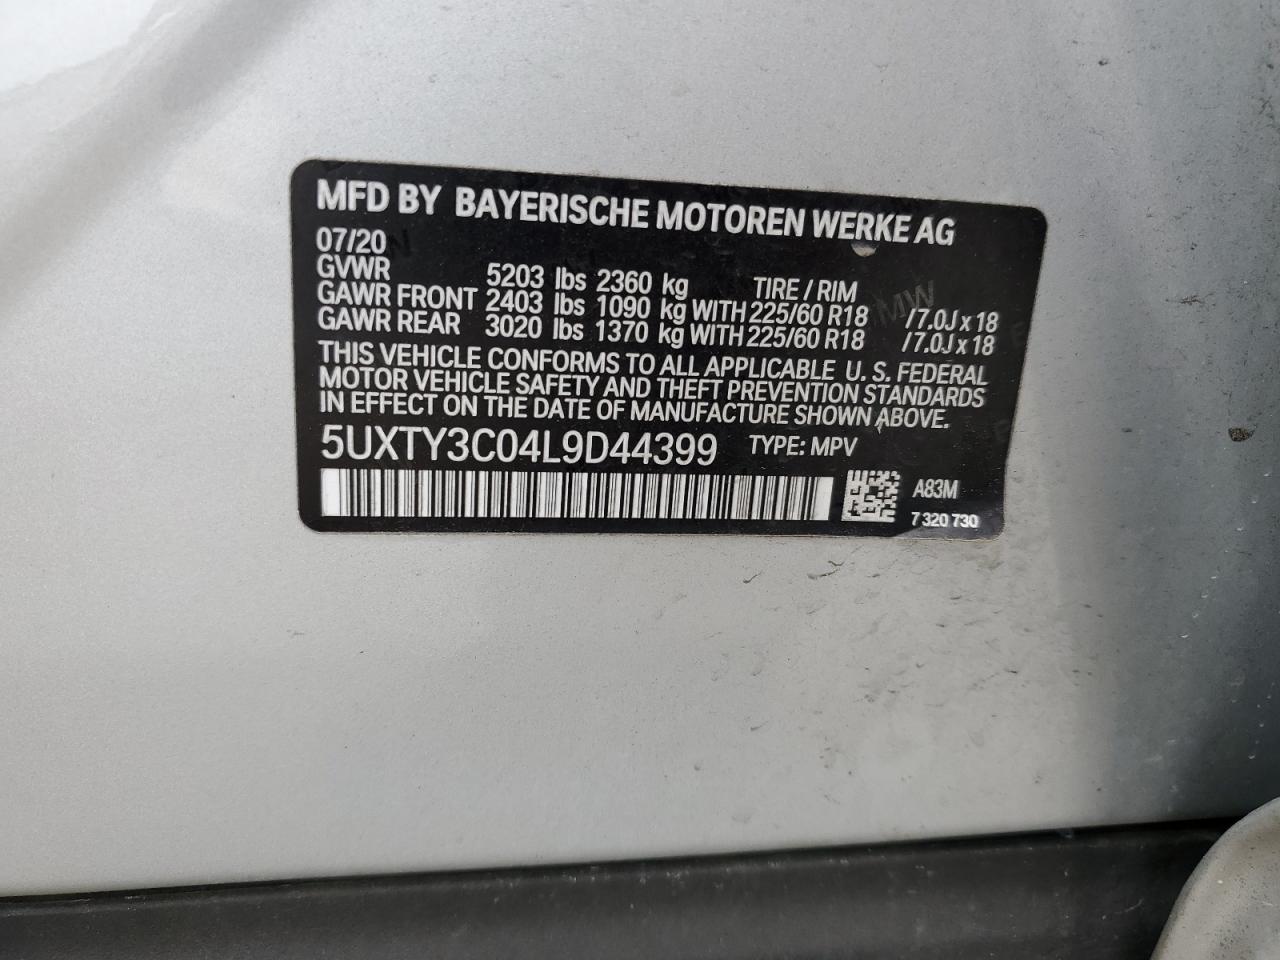 MFD BY BAYERISCHE MOTOREN WERKE AG
07/20
GVWR 5203 lbs 2360 kg TIRE / RIM
GAWR FRONT 2403 lbs 1090 kg WITH 225/60 R18 /7.0J x 18
GAWR REAR 3020 lbs 1370 kg WITH 225/60 R18 /7.0J x 18
THIS VEHICLE CONFORMS TO ALL APPLICABLE U. S. FEDERAL
MOTOR VEHICLE SAFETY AND THEFT PREVENTION STANDARDS
IN EFFECT ON THE DATE OF MANUFACTURE SHOWN ABOVE.
5UXTY3C04L9D44399 TYPE: MPV
A83M
7 320 730